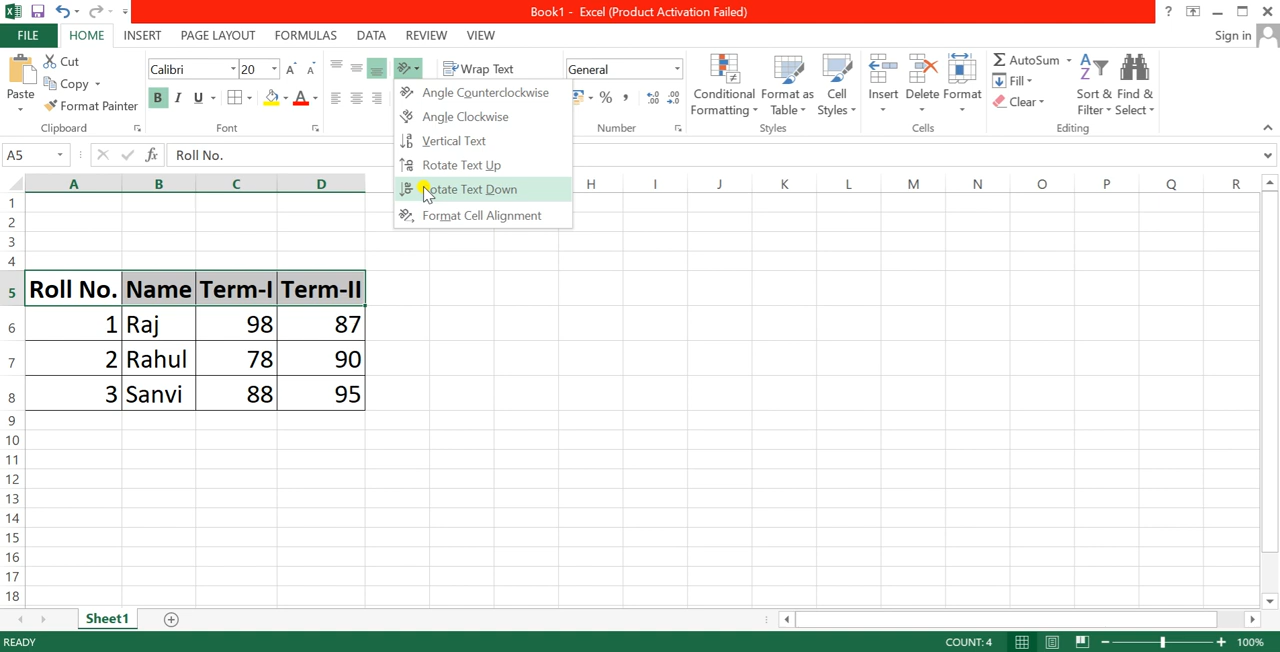 Book1 - Excel (Product Activation Failed)
FILE HOME INSERT PAGE LAYOUT FORMULAS DATA REVIEW VIEW Sign in
Paste Cut Copy Format Painter Clipboard
Calibri 20 B I U A Font
Wrap Text
Angle Counterclockwise
Angle Clockwise
Vertical Text
Rotate Text Up
Rotate Text Down
Format Cell Alignment
General % , Number
Conditional Formatting Format as Table Cell Styles Styles
Insert Delete Format Cells
AutoSum Fill Clear Sort & Filter Find & Select Editing
A5 fx Roll No.
A B C D H I J K L M N O P Q R
1
2
3
4
5 Roll No. Name Term-I Term-II
6 1 Raj 98 87
7 2 Rahul 78 90
8 3 Sanvi 88 95
9
10
11
12
13
14
15
16
17
18
Sheet1
READY COUNT: 4 100%